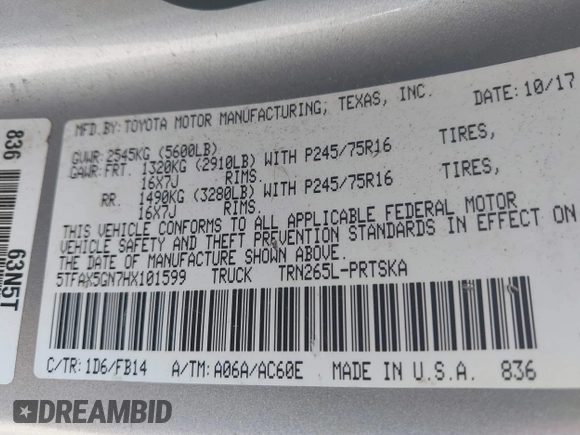 MFD.BY: TOYOTA MOTOR MANUFACTURING, TEXAS, INC. DATE: 10/17
GVWR: 2545KG (5600LB)
GAWR: FRT. 1320KG (2910LB) WITH P245/75R16 TIRES,
16X7J RIMS.
RR. 1490KG (3280LB) WITH P245/75R16 TIRES,
16X7J RIMS.
THIS VEHICLE CONFORMS TO ALL APPLICABLE FEDERAL MOTOR
VEHICLE SAFETY AND THEFT PREVENTION STANDARDS IN EFFECT ON
THE DATE OF MANUFACTURE SHOWN ABOVE.
5TFAX5GN7HX101599 TRUCK TRN265L-PRTSKA
C/TR: 1D6/FB14 A/TM: A06A/AC60E MADE IN U.S.A. 836
836
63N5T
DREAMBID